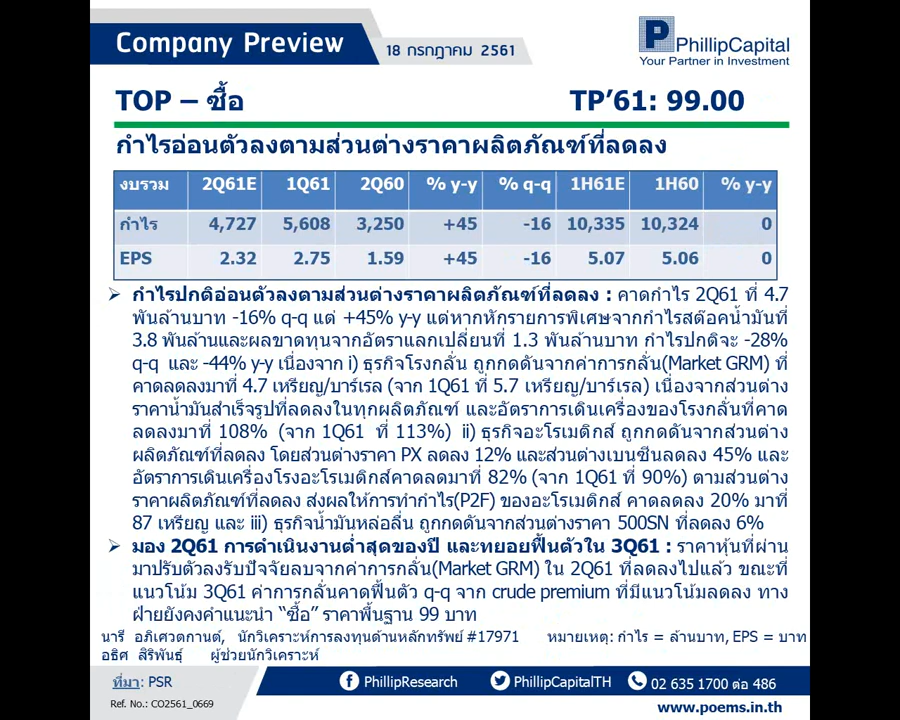 Company Preview
18 กรกฎาคม 2561
P PhillipCapital
Your Partner in Investment
TOP – ซื้อ TP’61: 99.00
กำไรอ่อนตัวลงตามส่วนต่างราคาผลิตภัณฑ์ที่ลดลง
งบรวม 2Q61E 1Q61 2Q60 % y-y % q-q 1H61E 1H60 % y-y
กำไร 4,727 5,608 3,250 +45 -16 10,335 10,324 0
EPS 2.32 2.75 1.59 +45 -16 5.07 5.06 0
➢ กำไรปกติอ่อนตัวลงตามส่วนต่างราคาผลิตภัณฑ์ที่ลดลง : คาดกำไร 2Q61 ที่ 4.7
พันล้านบาท -16% q-q แต่ +45% y-y แต่หากหักรายการพิเศษจากกำไรสต๊อคน้ำมันที่
3.8 พันล้านและผลขาดทุนจากอัตราแลกเปลี่ยนที่ 1.3 พันล้านบาท กำไรปกติจะ -28%
q-q และ -44% y-y เนื่องจาก i) ธุรกิจโรงกลั่น ถูกกดดันจากค่าการกลั่น(Market GRM) ที่
คาดลดลงมาที่ 4.7 เหรียญ/บาร์เรล (จาก 1Q61 ที่ 5.7 เหรียญ/บาร์เรล) เนื่องจากส่วนต่าง
ราคาน้ำมันสำเร็จรูปที่ลดลงในทุกผลิตภัณฑ์ และอัตราการเดินเครื่องของโรงกลั่นที่คาด
ลดลงมาที่ 108% (จาก 1Q61 ที่ 113%) ii) ธุรกิจอะโรเมติกส์ ถูกกดดันจากส่วนต่าง
ผลิตภัณฑ์ที่ลดลง โดยส่วนต่างราคา PX ลดลง 12% และส่วนต่างเบนซีนลดลง 45% และ
อัตราการเดินเครื่องโรงอะโรเมติกส์คาดลดมาที่ 82% (จาก 1Q61 ที่ 90%) ตามส่วนต่าง
ราคาผลิตภัณฑ์ที่ลดลง ส่งผลให้การทำกำไร(P2F) ของอะโรเมติกส์ คาดลดลง 20% มาที่
87 เหรียญ และ iii) ธุรกิจน้ำมันหล่อลื่น ถูกกดดันจากส่วนต่างราคา 500SN ที่ลดลง 6%
➢ มอง 2Q61 การดำเนินงานต่ำสุดของปี และทยอยฟื้นตัวใน 3Q61 : ราคาหุ้นที่ผ่าน
มาปรับตัวลงรับปัจจัยลบจากค่าการกลั่น(Market GRM) ใน 2Q61 ที่ลดลงไปแล้ว ขณะที่
แนวโน้ม 3Q61 ค่าการกลั่นคาดฟื้นตัว q-q จาก crude premium ที่มีแนวโน้มลดลง ทาง
ฝ่ายยังคงคำแนะนำ “ซื้อ” ราคาพื้นฐาน 99 บาท
นารี อภิเศวตกานต์, นักวิเคราะห์การลงทุนด้านหลักทรัพย์ #17971 หมายเหตุ: กำไร = ล้านบาท, EPS = บาท
อธิศ สิริพันธุ์ ผู้ช่วยนักวิเคราะห์
ที่มา: PSR
PhillipResearch PhillipCapitalTH 02 635 1700 ต่อ 486
Ref. No.: CO2561_0669
www.poems.in.th